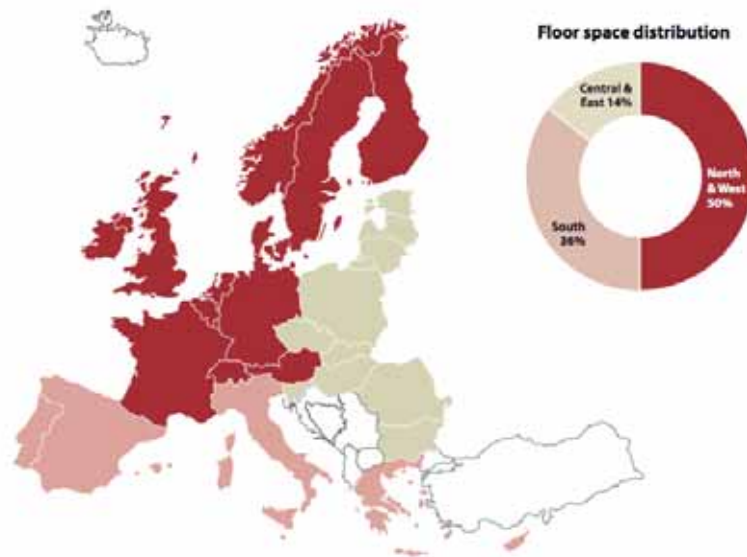 Floor space distribution
Central &
East 14%
North
& West
50%
South
36%